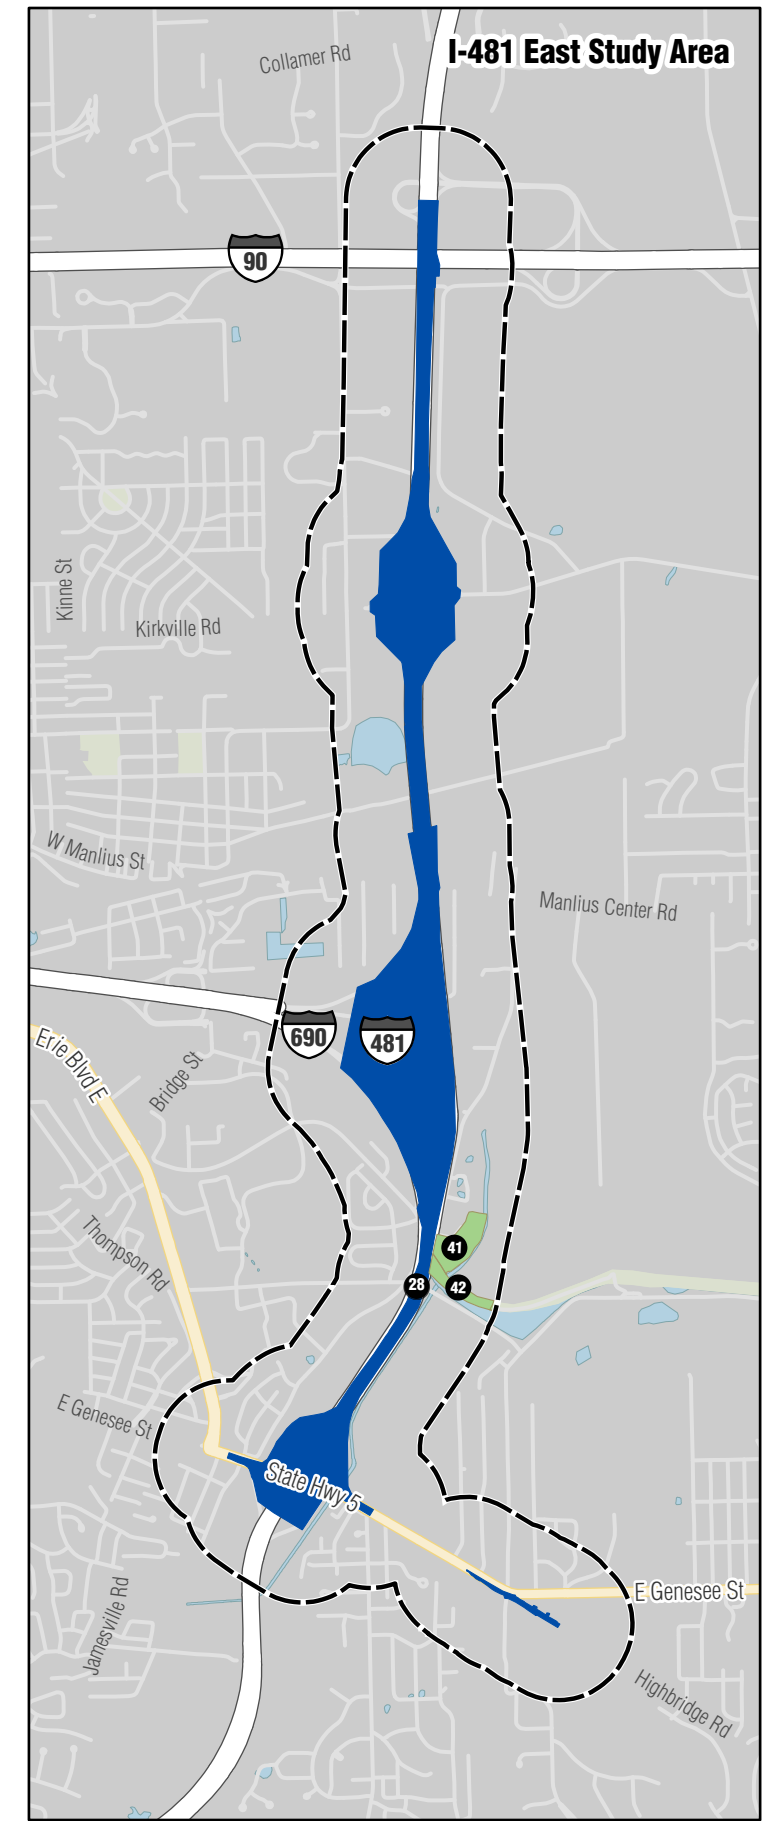 I-481 East Study Area
Collamer Rd
90
Kinne St
Kirkville Rd
W Manlius St
Manlius Center Rd
690
481
Erie Blvd E
Bridge St
Thompson Rd
41
28
42
E Genesee St
State Hwy 5
E Genesee St
Jamesville Rd
Highbridge Rd